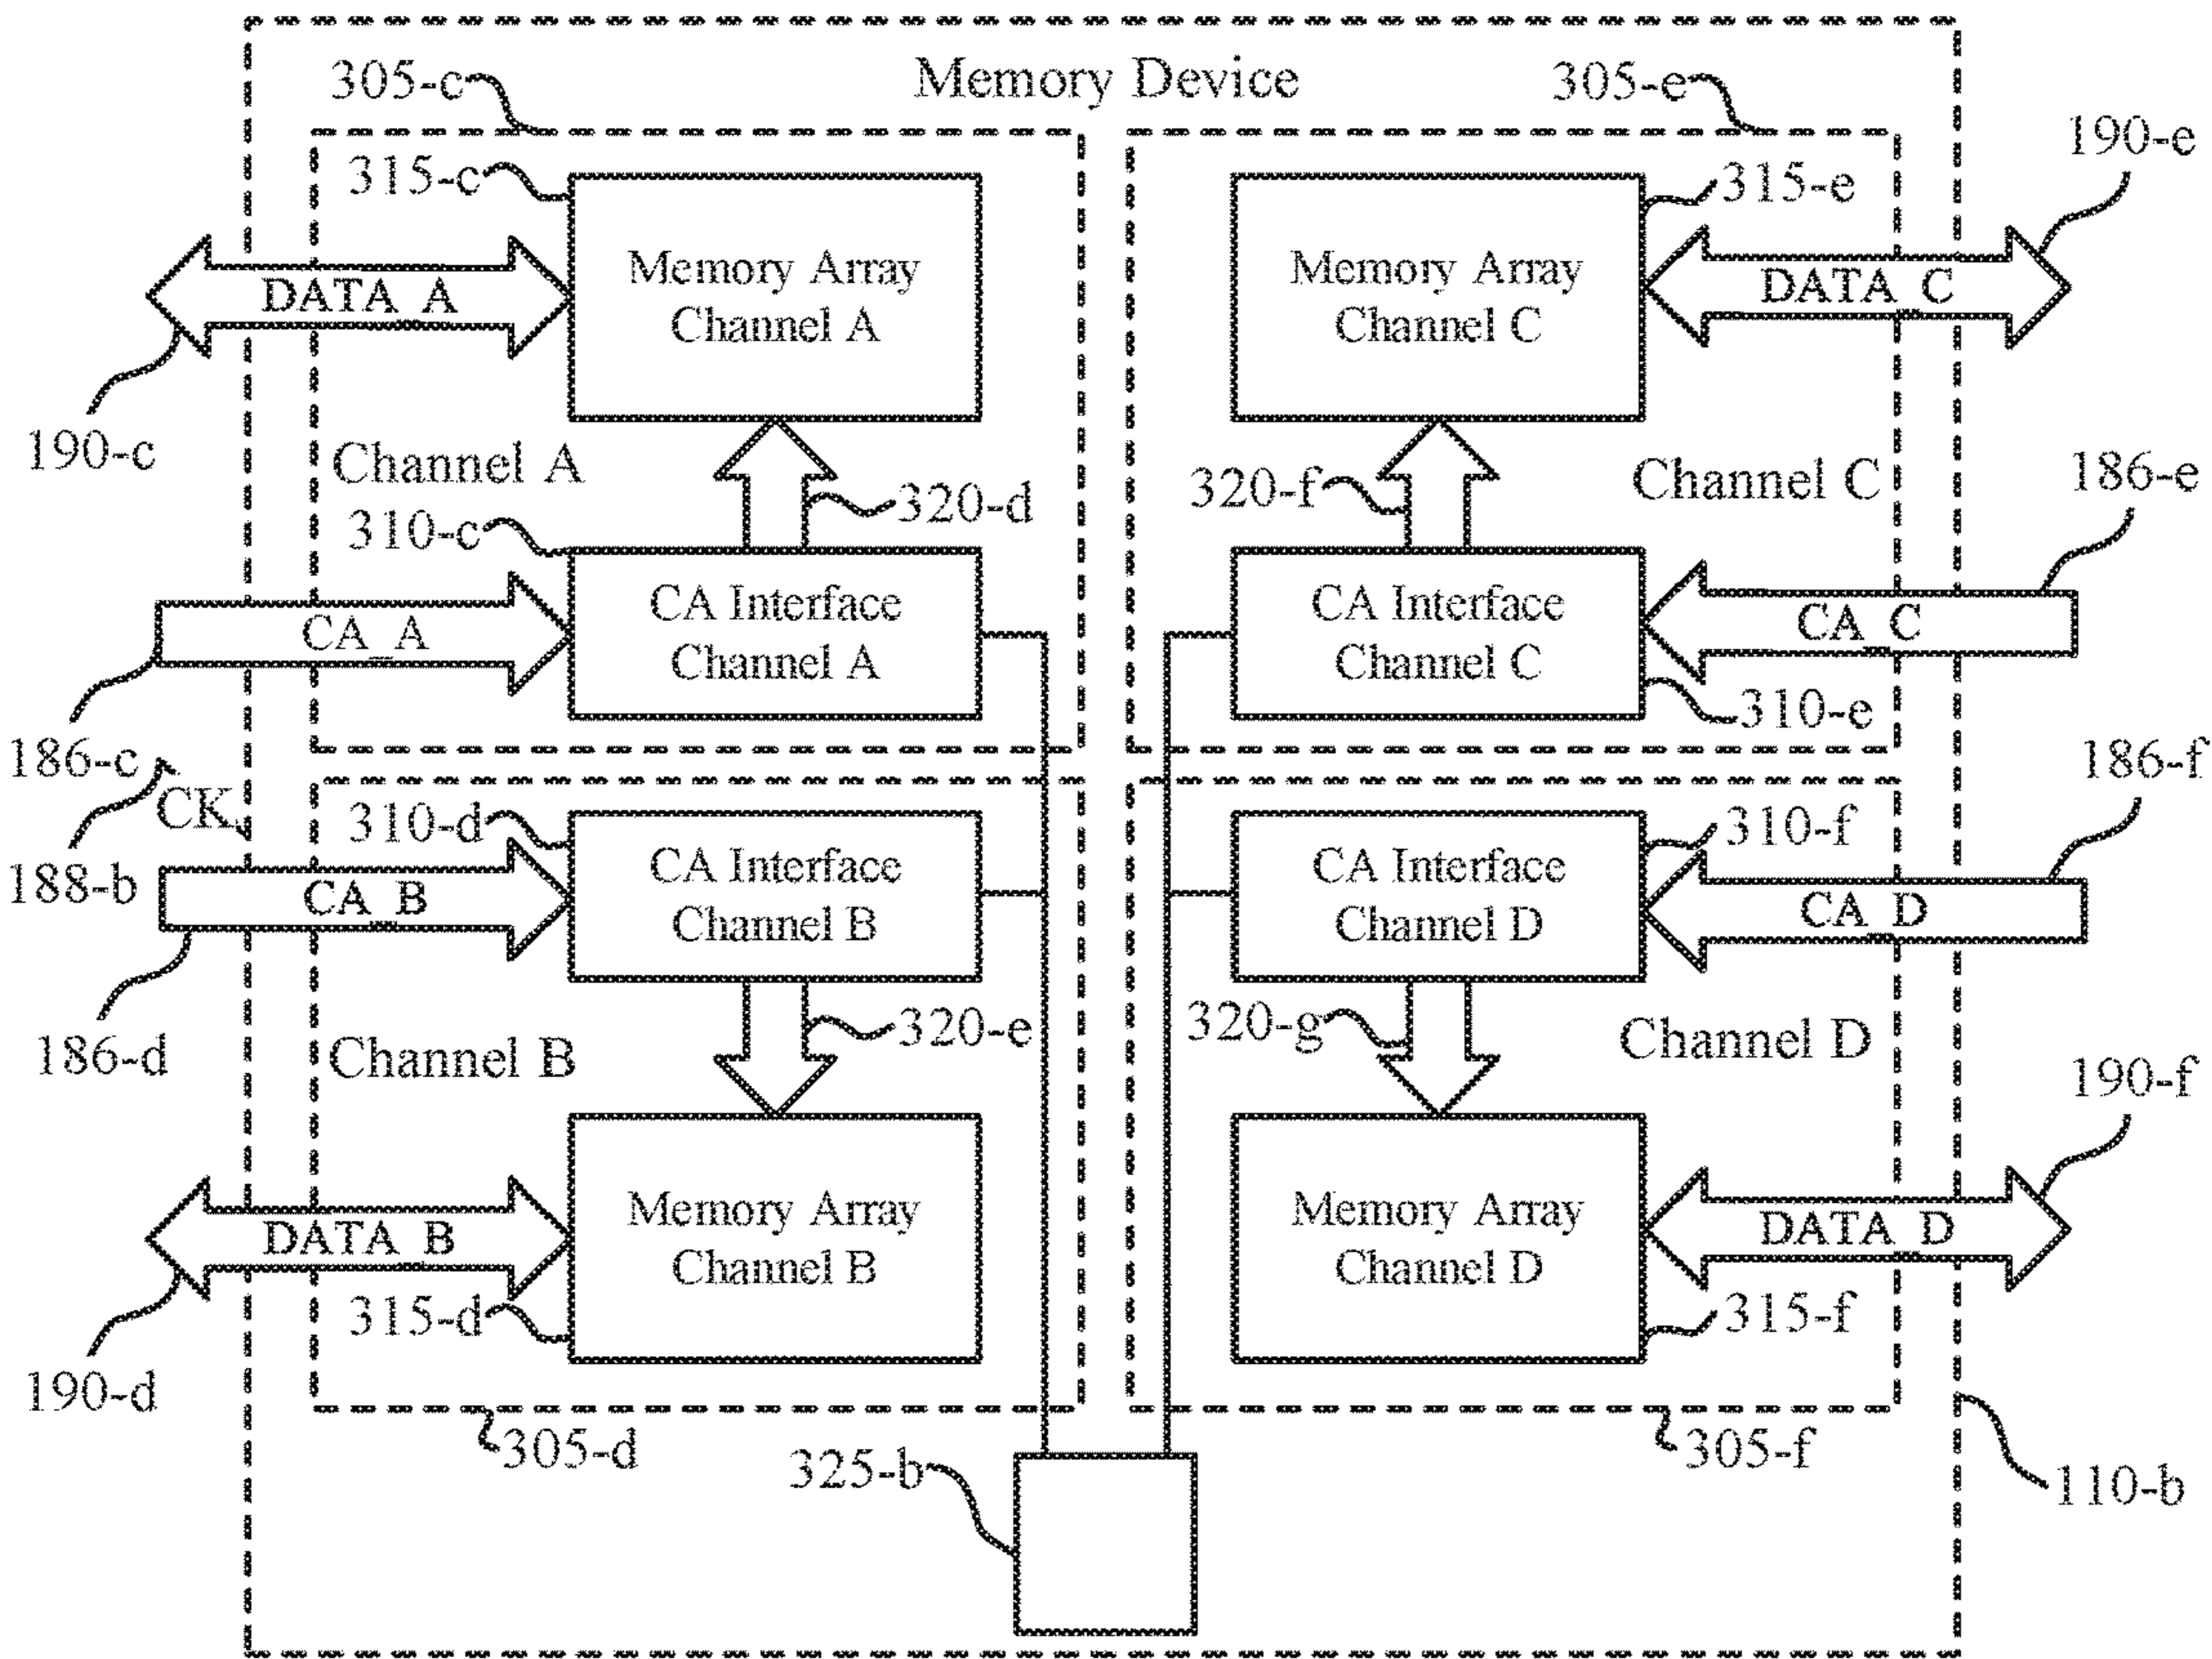 Memory Device
305-c
305-e
190-e
315-c
315-e
Memory Array
Channel A
Memory Array
Channel C
DATA_A
DATA_C
190-c
Channel A
320-d
320-f
Channel C
186-e
310-c
CA Interface
Channel A
CA Interface
Channel C
CA_A
CA_C
310-e
186-c
CK
188-b
186-f
310-d
310-f
CA Interface
Channel B
CA Interface
Channel D
CA_B
CA_D
186-d
320-e
320-g
Channel B
Channel D
190-f
Memory Array
Channel B
Memory Array
Channel D
DATA_B
DATA_D
315-d
315-f
190-d
305-d
305-f
325-b
110-b